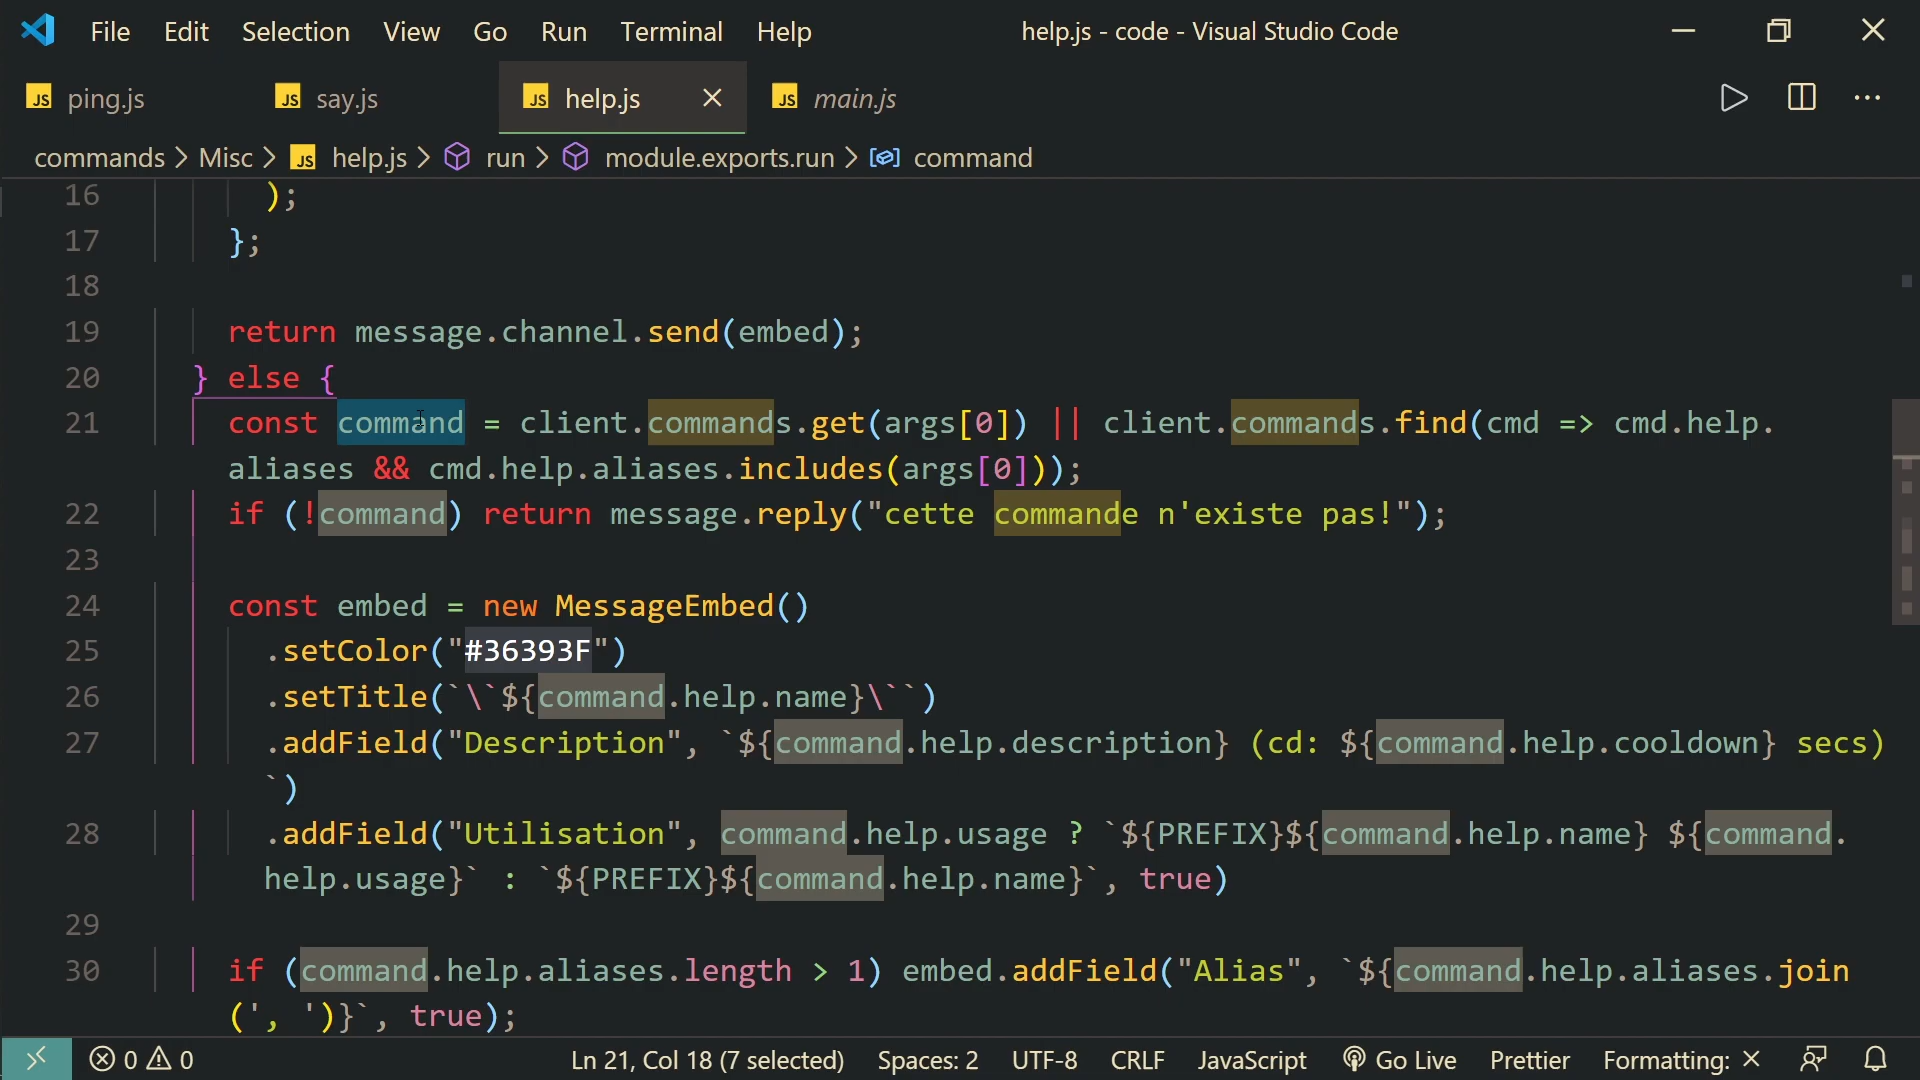 File Edit Selection View Go Run Terminal Help help.js - code - Visual Studio Code
JS ping.js JS say.js JS help.js JS main.js
commands > Misc > JS help.js > run > module.exports.run > command
16 );
17 };
18
19 return message.channel.send(embed);
20 } else {
21 const command = client.commands.get(args[0]) || client.commands.find(cmd => cmd.help.
aliases && cmd.help.aliases.includes(args[0]));
22 if (!command) return message.reply("cette commande n'existe pas!");
23
24 const embed = new MessageEmbed()
25 .setColor("#36393F")
26 .setTitle(`\`${command.help.name}\``)
27 .addField("Description", `${command.help.description} (cd: ${command.help.cooldown} secs)
`)
28 .addField("Utilisation", command.help.usage ? `${PREFIX}${command.help.name} ${command.
help.usage}` : `${PREFIX}${command.help.name}`, true)
29
30 if (command.help.aliases.length > 1) embed.addField("Alias", `${command.help.aliases.join
(', ')}`, true);
0 0 Ln 21, Col 18 (7 selected) Spaces: 2 UTF-8 CRLF JavaScript Go Live Prettier Formatting: ×